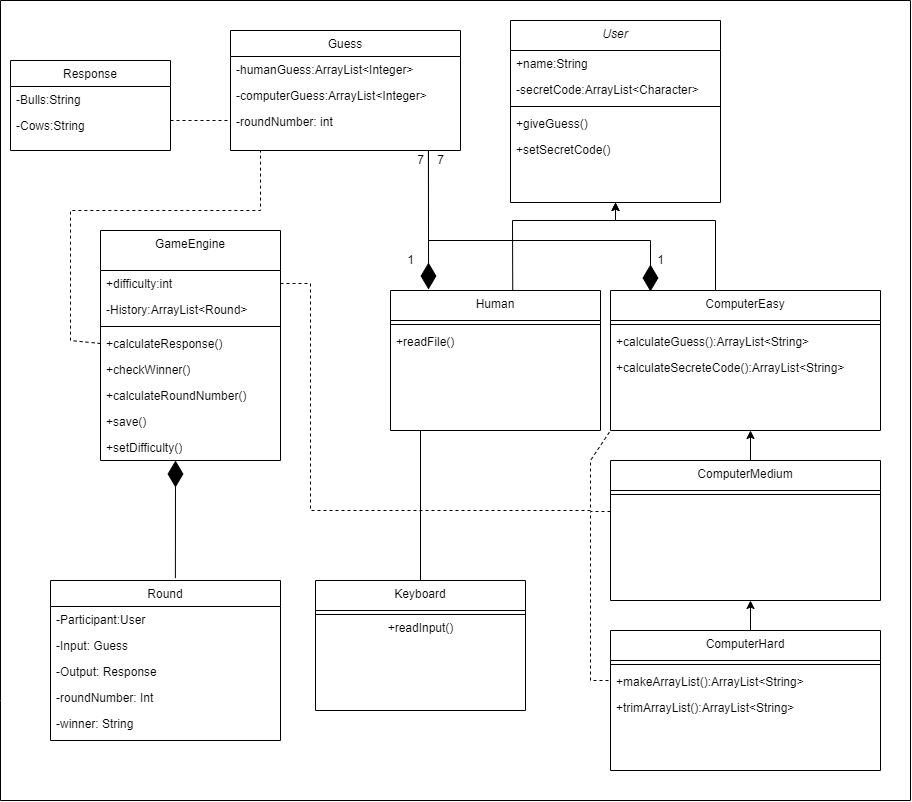 Response
-Bulls:String
-Cows:String
Guess
-humanGuess:ArrayList<Integer>
-computerGuess:ArrayList<Integer>
-roundNumber: int
User
+name:String
-secretCode:ArrayList<Character>
+giveGuess()
+setSecretCode()
7 7
GameEngine
+difficulty:int
-History:ArrayList<Round>
+calculateResponse()
+checkWinner()
+calculateRoundNumber()
+save()
+setDifficulty()
1
Human
+readFile()
1
ComputerEasy
+calculateGuess():ArrayList<String>
+calculateSecreteCode():ArrayList<String>
ComputerMedium
Round
-Participant:User
-Input: Guess
-Output: Response
-roundNumber: Int
-winner: String
Keyboard
+readInput()
ComputerHard
+makeArrayList():ArrayList<String>
+trimArrayList():ArrayList<String>